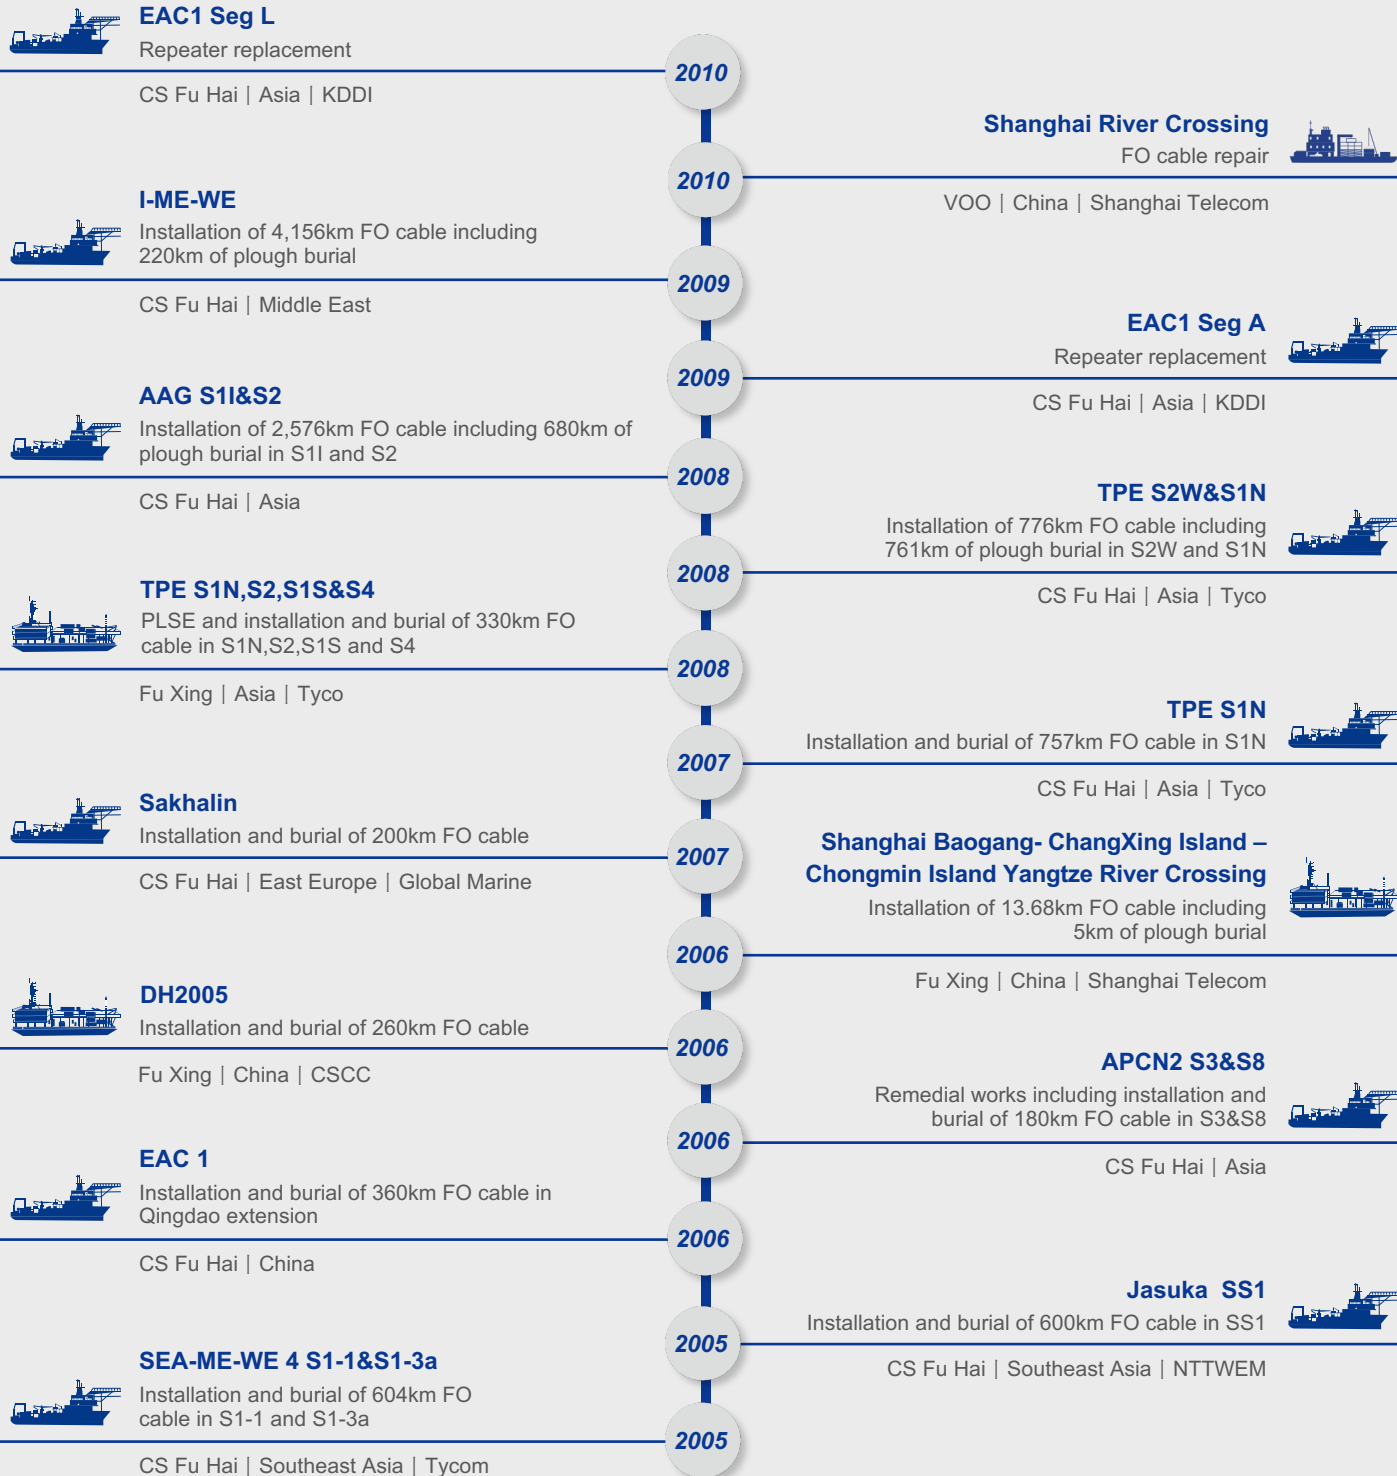 EAC1 Seg L
Repeater replacement
2010
CS Fu Hai | Asia | KDDI
Shanghai River Crossing
FO cable repair
2010
VOO | China | Shanghai Telecom
I-ME-WE
Installation of 4,156km FO cable including
220km of plough burial
2009
CS Fu Hai | Middle East
EAC1 Seg A
Repeater replacement
2009
CS Fu Hai | Asia | KDDI
AAG S1I&S2
Installation of 2,576km FO cable including 680km of
plough burial in S1I and S2
2008
CS Fu Hai | Asia
TPE S2W&S1N
Installation of 776km FO cable including
761km of plough burial in S2W and S1N
2008
CS Fu Hai | Asia | Tyco
TPE S1N,S2,S1S&S4
PLSE and installation and burial of 330km FO
cable in S1N,S2,S1S and S4
2008
Fu Xing | Asia | Tyco
TPE S1N
Installation and burial of 757km FO cable in S1N
2007
CS Fu Hai | Asia | Tyco
Sakhalin
Installation and burial of 200km FO cable
2007
CS Fu Hai | East Europe | Global Marine
Shanghai Baogang- ChangXing Island –
Chongmin Island Yangtze River Crossing
Installation of 13.68km FO cable including
5km of plough burial
2006
Fu Xing | China | Shanghai Telecom
DH2005
Installation and burial of 260km FO cable
2006
Fu Xing | China | CSCC
APCN2 S3&S8
Remedial works including installation and
burial of 180km FO cable in S3&S8
2006
CS Fu Hai | Asia
EAC 1
Installation and burial of 360km FO cable in
Qingdao extension
2006
CS Fu Hai | China
Jasuka  SS1
Installation and burial of 600km FO cable in SS1
2005
CS Fu Hai | Southeast Asia | NTTWEM
SEA-ME-WE 4 S1-1&S1-3a
Installation and burial of 604km FO
cable in S1-1 and S1-3a
2005
CS Fu Hai | Southeast Asia | Tycom